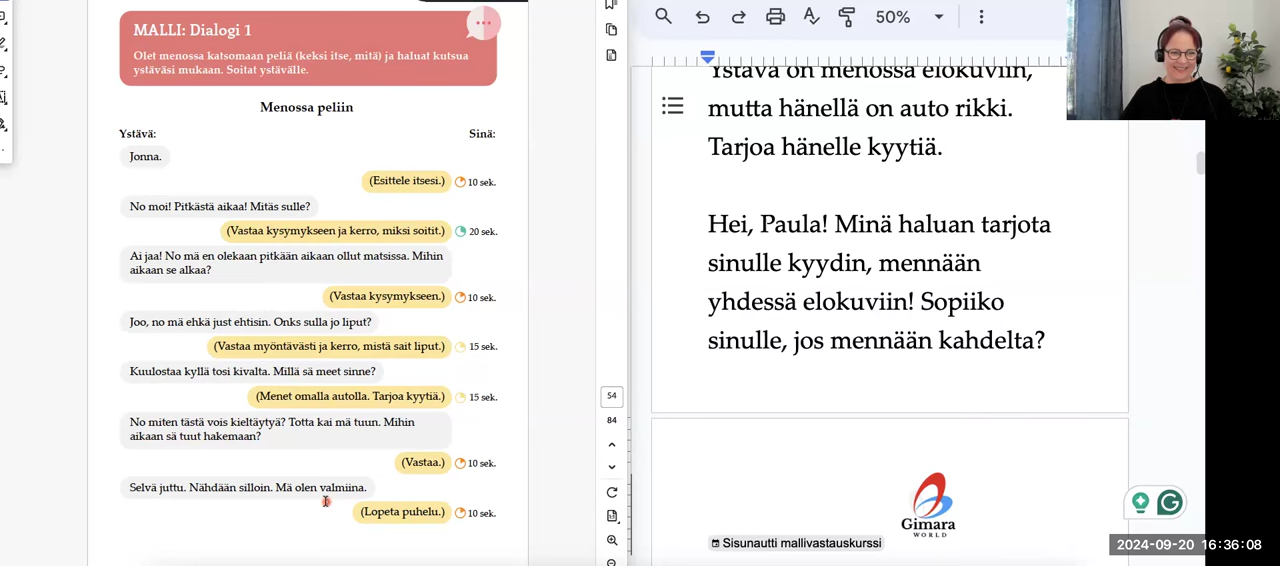 MALLI: Dialogi 1
Olet menossa katsomaan peliä (keksi itse, mitä) ja haluat kutsua
ystäväsi mukaan. Soitat ystävälle.
Menossa peliin
Ystävä: Sinä:
Jonna.
(Esittele itsesi.) 10 sek.
No moi! Pitkästä aikaa! Mitäs sulle?
(Vastaa kysymykseen ja kerro, miksi soitit.) 20 sek.
Ai jaa! No mä en olekaan pitkään aikaan ollut matsissa. Mihin
aikaan se alkaa?
(Vastaa kysymykseen.) 10 sek.
Joo, no mä ehkä just ehtisin. Onks sulla jo liput?
(Vastaa myöntävästi ja kerro, mistä sait liput.) 15 sek.
Kuulostaa kyllä tosi kivalta. Millä sä meet sinne?
(Menet omalla autolla. Tarjoa kyytiä.) 15 sek.
No miten tästä vois kieltäytyä? Totta kai mä tuun. Mihin
aikaan sä tuut hakemaan?
(Vastaa.) 10 sek.
Selvä juttu. Nähdään silloin. Mä olen valmiina.
(Lopeta puhelu.) 10 sek.
54
84
50%
Ystävä on menossa elokuviin,
mutta hänellä on auto rikki.
Tarjoa hänelle kyytiä.
Hei, Paula! Minä haluan tarjota
sinulle kyydin, mennään
yhdessä elokuviin! Sopiiko
sinulle, jos mennään kahdelta?
Gimara
WORLD
Sisunautti mallivastauskurssi
2024-09-20 16:36:08